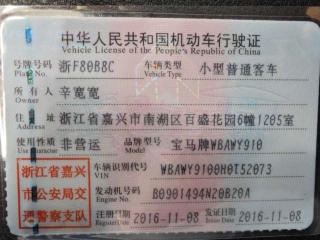 中华人民共和国机动车行驶证
Vehicle License of the People's Republic of China
号牌号码 浙F80B8C 车辆类型 小型普通客车
Plate No. Vehicle Type
所有人 辛宽宽
Owner
住址 浙江省嘉兴市南湖区百盛花园6幢1205室
Address
使用性质 非营运 品牌型号 宝马牌WBAWY910
Use Character Model
浙江省嘉兴
市公安局交
通警察支队
车辆识别代号 WBAWY9100H0T52073
VIN
发动机号码 B0901494N20B20A
Engine No.
注册日期 2016-11-08 发证日期 2016-11-08
Register Date Issue Date